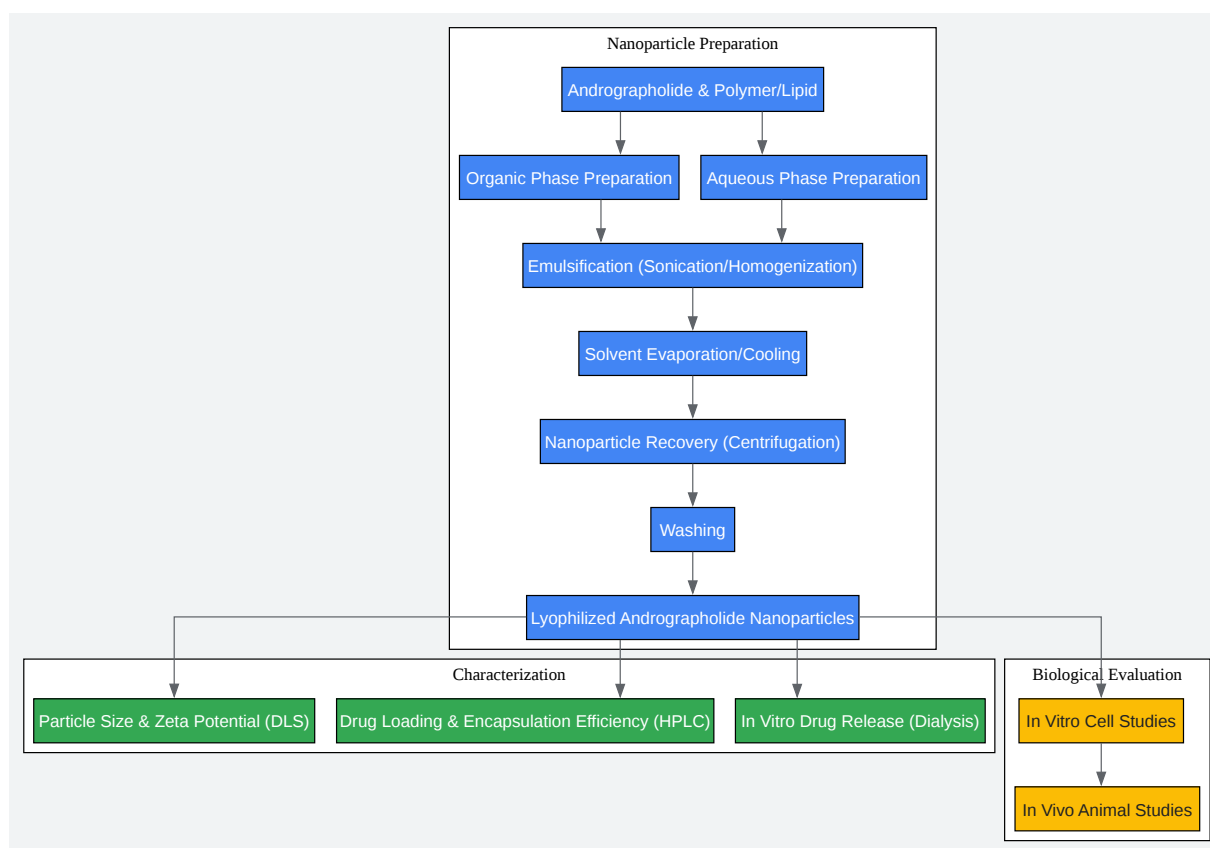 Nanoparticle Preparation
Andrographolide & Polymer/Lipid
Organic Phase Preparation
Aqueous Phase Preparation
Emulsification (Sonication/Homogenization)
Solvent Evaporation/Cooling
Nanoparticle Recovery (Centrifugation)
Washing
Lyophilized Andrographolide Nanoparticles
Characterization
Particle Size & Zeta Potential (DLS)
Drug Loading & Encapsulation Efficiency (HPLC)
In Vitro Drug Release (Dialysis)
Biological Evaluation
In Vitro Cell Studies
In Vivo Animal Studies